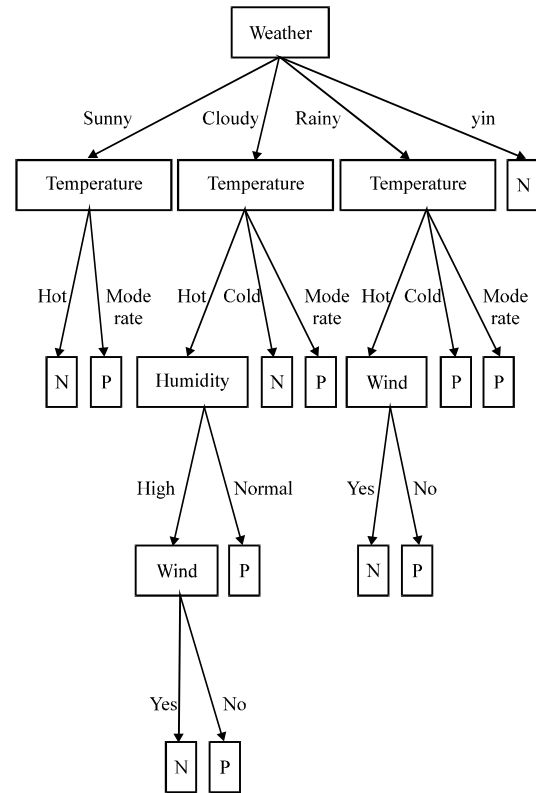 Weather
Sunny Cloudy Rainy yin
Temperature Temperature Temperature N
Hot Mode
rate Hot Cold Mode
rate Hot Cold Mode
rate
N P Humidity N P Wind P P
High Normal Yes No
Wind P N P
Yes No
N P